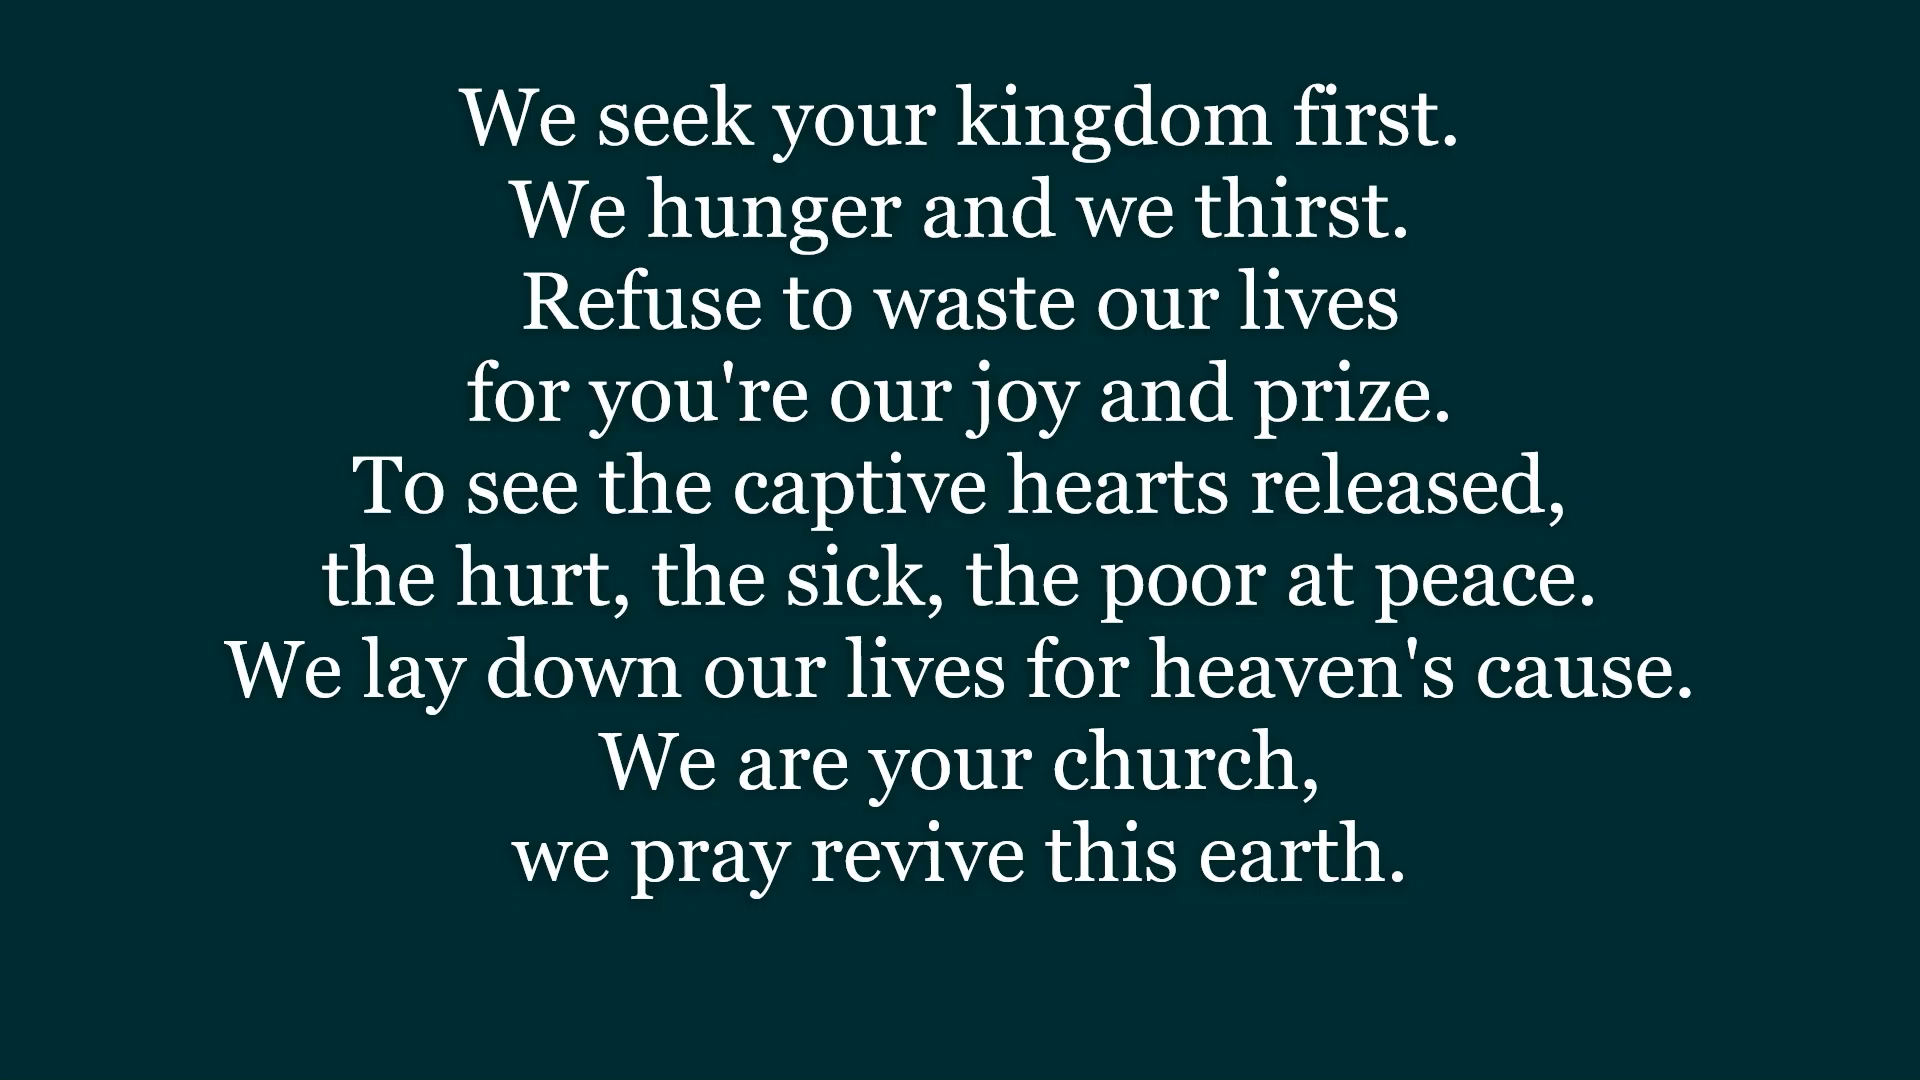 We seek your kingdom first.
We hunger and we thirst.
Refuse to waste our lives
for you're our joy and prize.
To see the captive hearts released,
the hurt, the sick, the poor at peace.
We lay down our lives for heaven's cause.
We are your church,
we pray revive this earth.